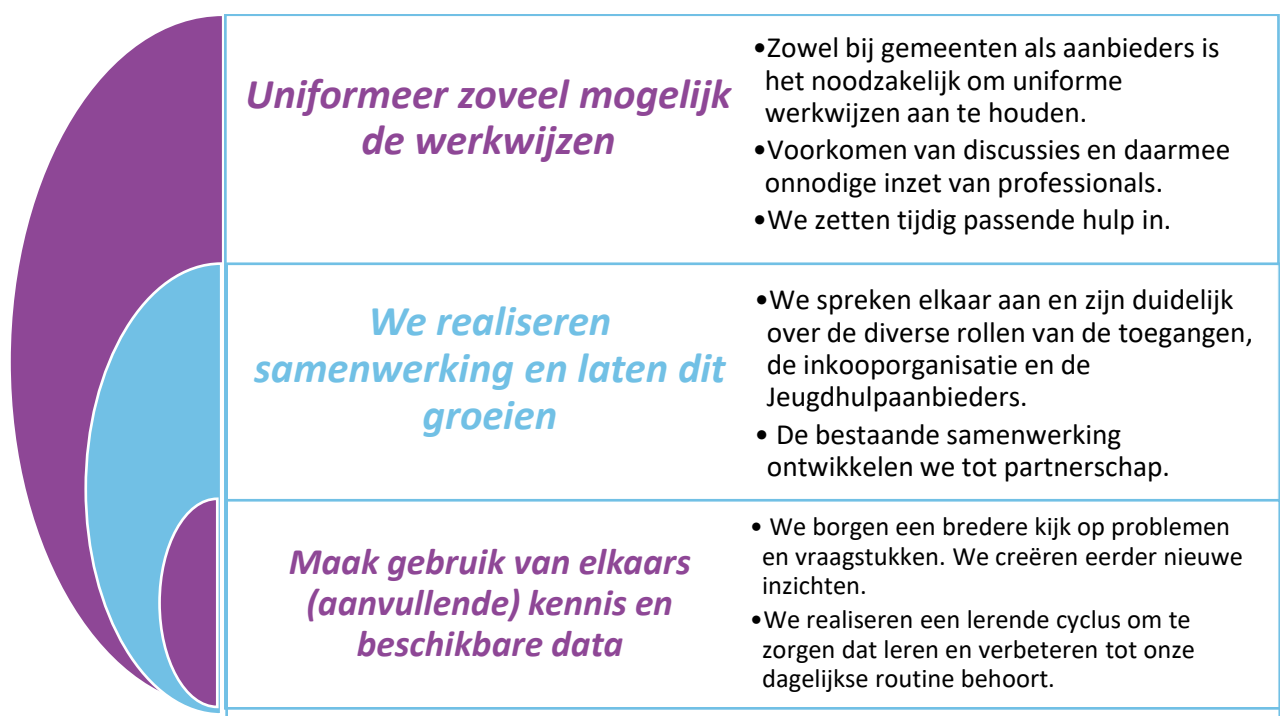 Uniformeer zoveel mogelijk
de werkwijzen
•Zowel bij gemeenten als aanbieders is
het noodzakelijk om uniforme
werkwijzen aan te houden.
•Voorkomen van discussies en daarmee
onnodige inzet van professionals.
•We zetten tijdig passende hulp in.
We realiseren
samenwerking en laten dit
groeien
•We spreken elkaar aan en zijn duidelijk
over de diverse rollen van de toegangen,
de inkooporganisatie en de
Jeugdhulpaanbieders.
• De bestaande samenwerking
ontwikkelen we tot partnerschap.
Maak gebruik van elkaars
(aanvullende) kennis en
beschikbare data
• We borgen een bredere kijk op problemen
en vraagstukken. We creëren eerder nieuwe
inzichten.
•We realiseren een lerende cyclus om te
zorgen dat leren en verbeteren tot onze
dagelijkse routine behoort.